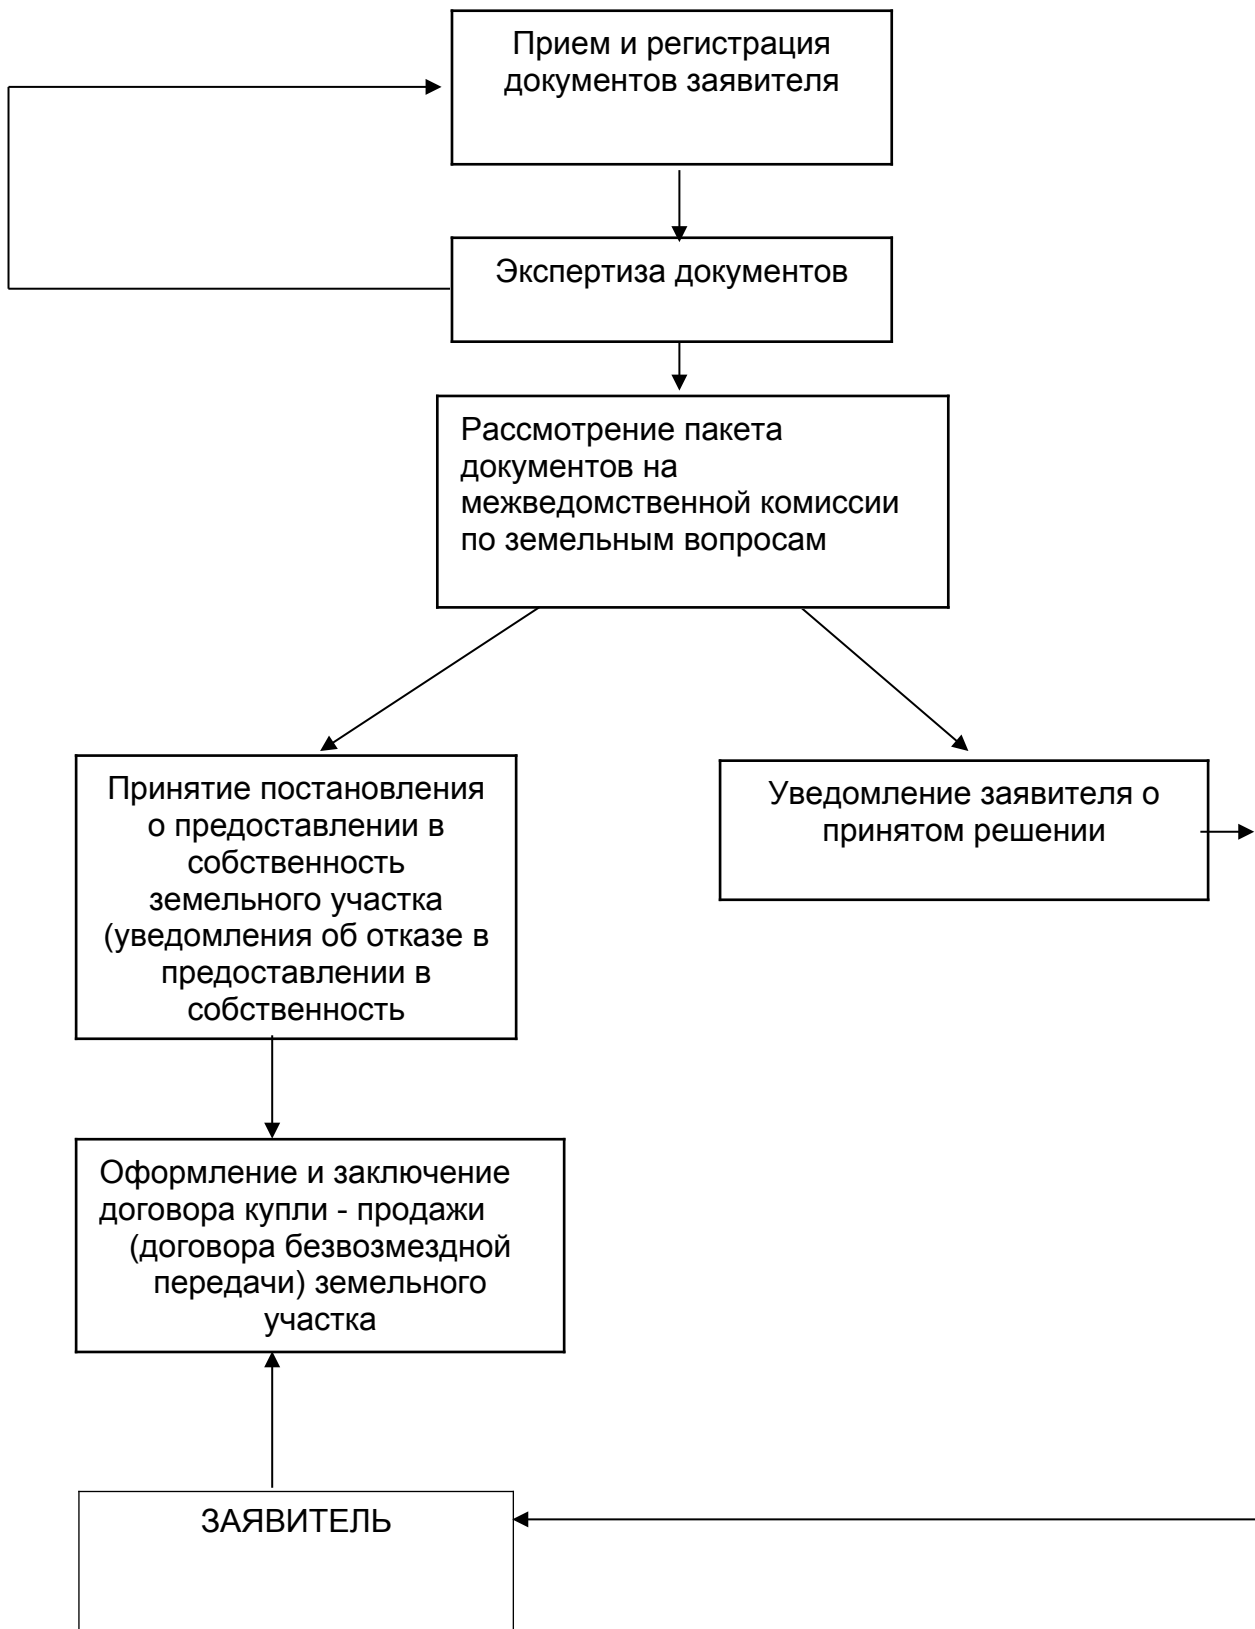 Прием и регистрация
документов заявителя
Экспертиза документов
Рассмотрение пакета
документов на
межведомственной комиссии
по земельным вопросам
Принятие постановления
о предоставлении в
собственность
земельного участка
(уведомления об отказе в
предоставлении в
собственность
Уведомление заявителя о
принятом решении
Оформление и заключение
договора купли - продажи
(договора безвозмездной
передачи) земельного
участка
ЗАЯВИТЕЛЬ